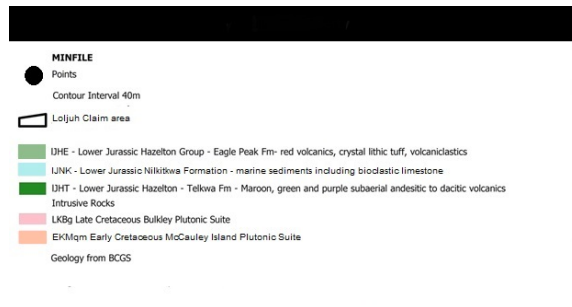 MINFILE
Points
Contour Interval 40m
Loljuh Claim area
IJHE - Lower Jurassic Hazelton Group - Eagle Peak Fm- red volcanics, crystal lithic tuff, volcaniclastics
IJNK - Lower Jurassic Nilkitkwa Formation - marine sediments including bioclastic limestone
IJHT - Lower Jurassic Hazelton - Telkwa Fm - Maroon, green and purple subaerial andesitic to dacitic volcanics
Intrusive Rocks
LKBg Late Cretaceous Bulkley Plutonic Suite
EKMqm Early Cretaceous McCauley Island Plutonic Suite
Geology from BCGS